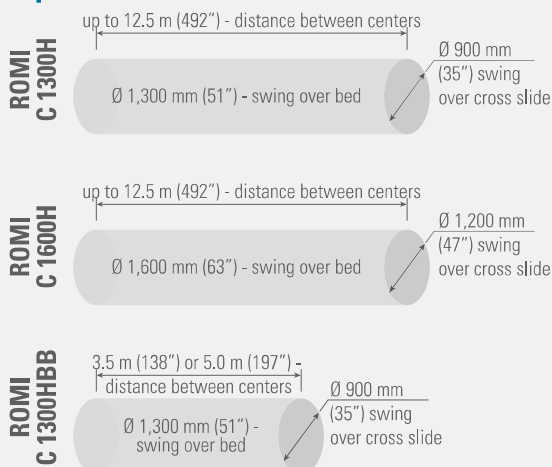 ROMI
C 1300H
up to 12.5 m (492”) - distance between centers
Ø 1,300 mm (51”) - swing over bed
Ø 900 mm
(35”) swing
over cross slide
ROMI
C 1600H
up to 12.5 m (492”) - distance between centers
Ø 1,600 mm (63”) - swing over bed
Ø 1,200 mm
(47”) swing
over cross slide
ROMI
C 1300HBB
3.5 m (138”) or 5.0 m (197”) -
distance between centers
Ø 1,300 mm (51”) -
swing over bed
Ø 900 mm
(35”) swing
over cross slide